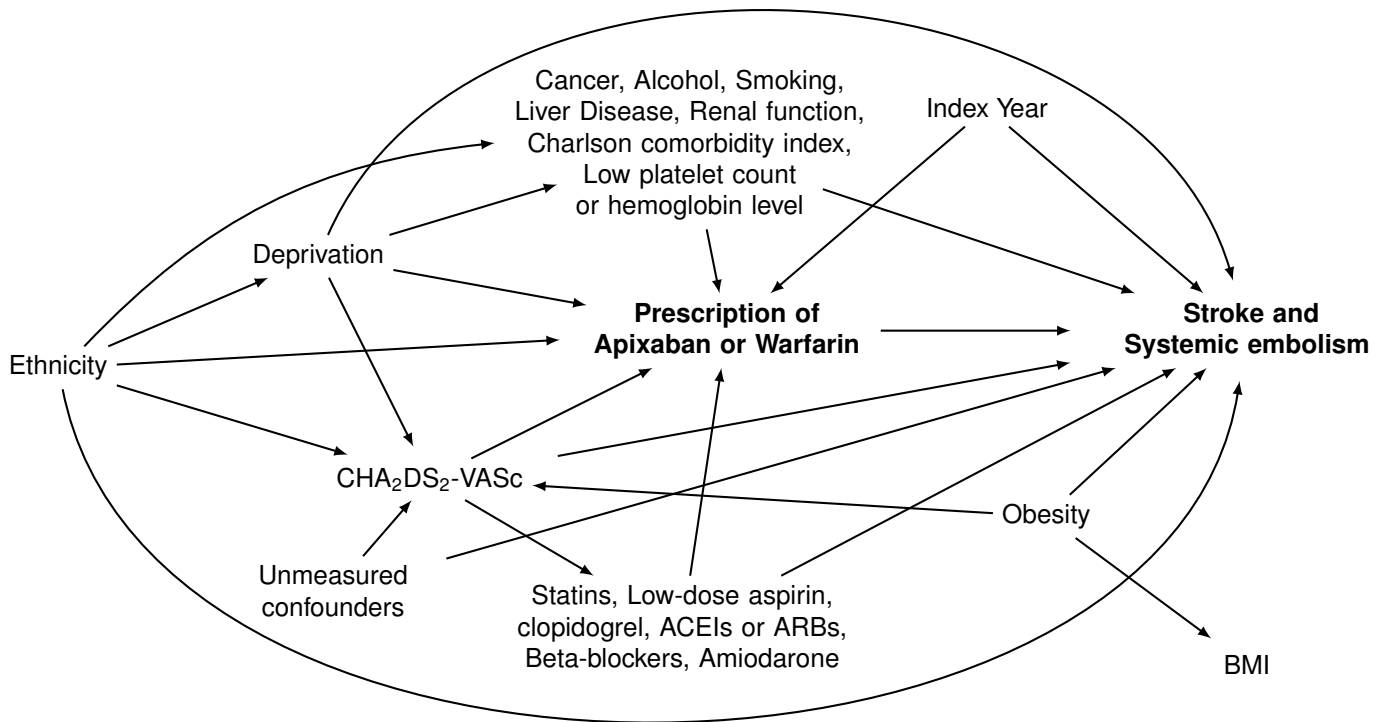 Cancer, Alcohol, Smoking,
Liver Disease, Renal function,
Charlson comorbidity index,
Low platelet count
or hemoglobin level
Index Year
Deprivation
Prescription of
Apixaban or Warfarin
Stroke and
Systemic embolism
Ethnicity
CHA₂DS₂-VASc
Obesity
Unmeasured
confounders
Statins, Low-dose aspirin,
clopidogrel, ACEIs or ARBs,
Beta-blockers, Amiodarone
BMI